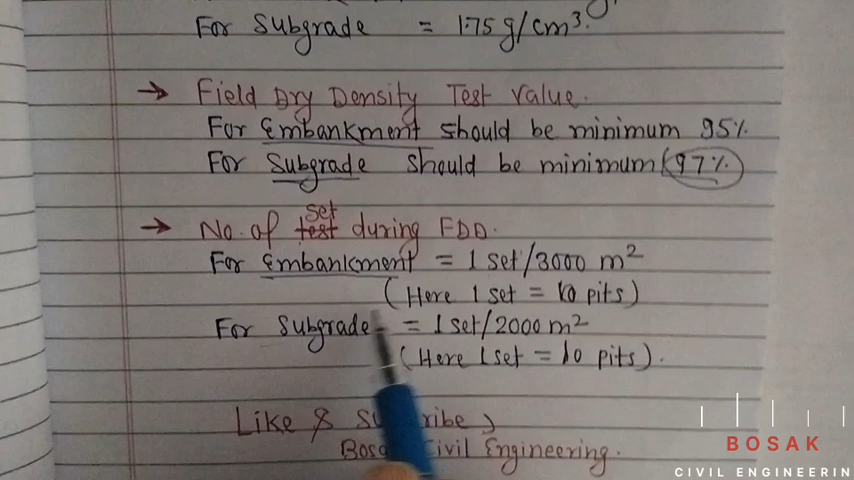 For Subgrade = 1.75 g/cm³.
→ Field Dry Density Test Value.
For Embankment should be minimum 95%
For Subgrade should be minimum 97%
set
→ No. of test during FDD.
For Embankment = 1 set/3000 m²
(Here 1 set = 10 pits)
For Subgrade = 1 set/2000 m²
(Here 1 set = 10 pits).
Like &
Civil Engineering.
BOSAK
CIVIL ENGINEERIN